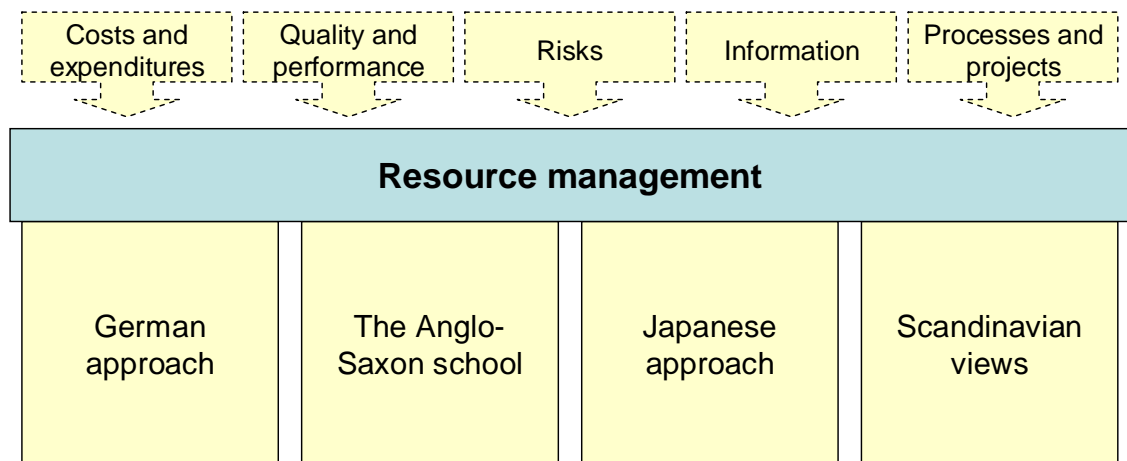 Costs and
expenditures
Quality and
performance
Risks
Information
Processes and
projects
Resource management
German
approach
The Anglo-
Saxon school
Japanese
approach
Scandinavian
views